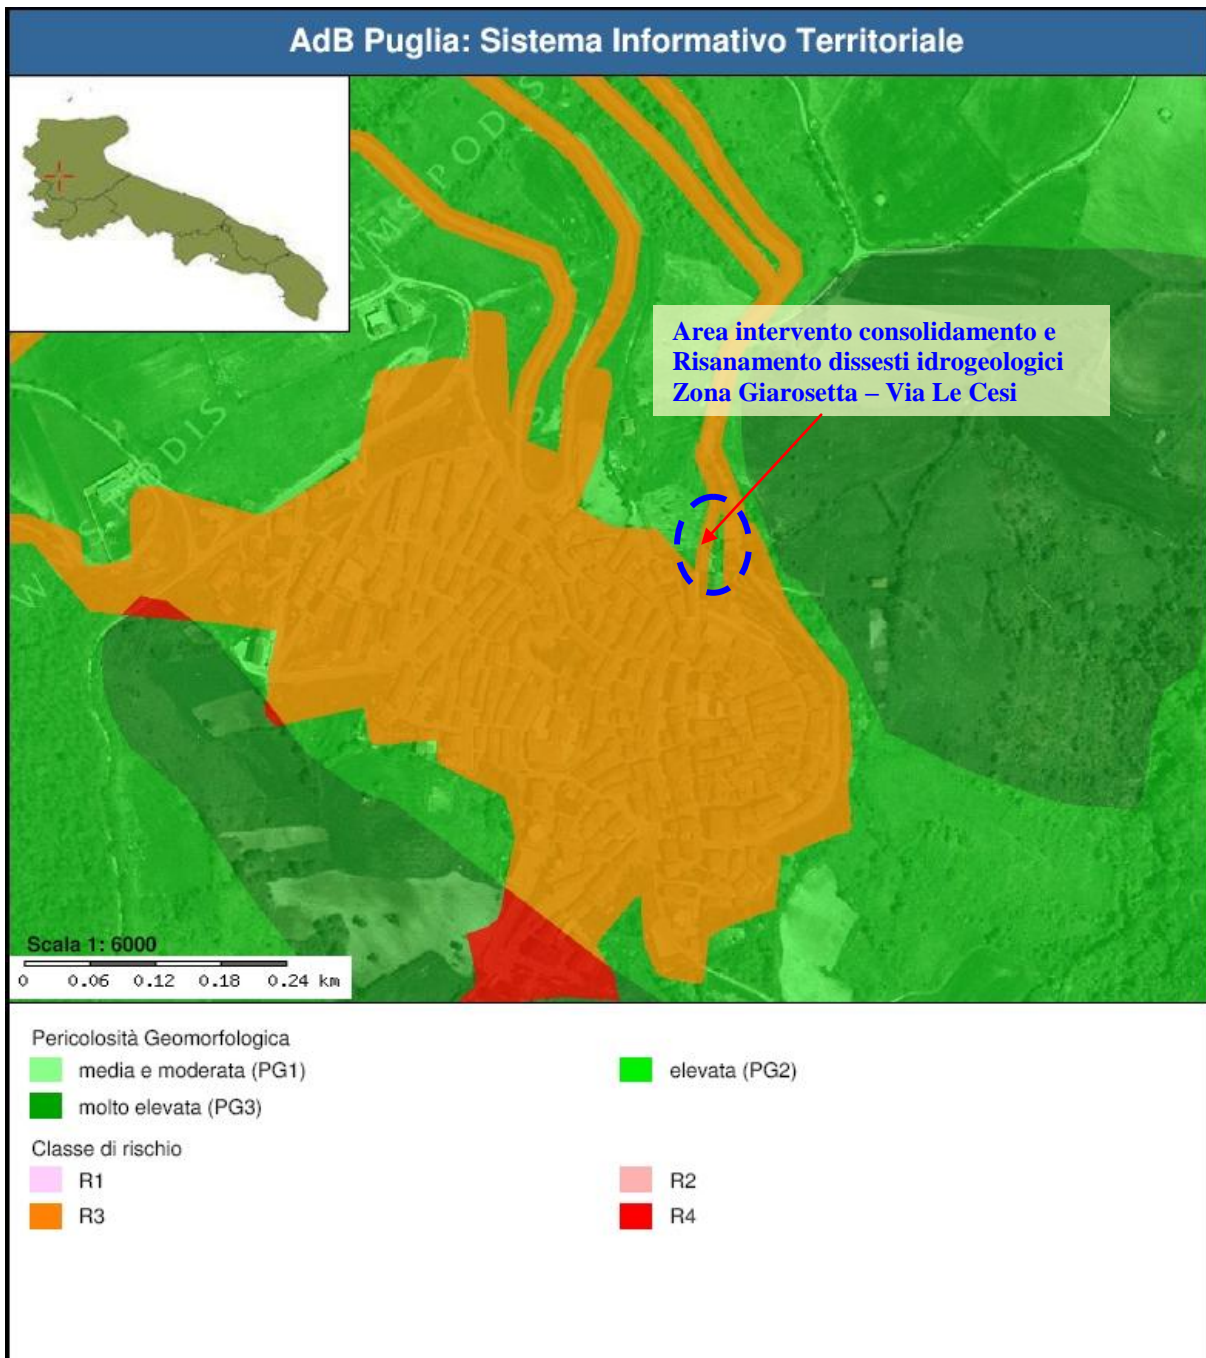 AdB Puglia: Sistema Informativo Territoriale
Area intervento consolidamento e
Risanamento dissesti idrogeologici
Zona Giarosetta – Via Le Cesi
Scala 1: 6000
0 0.06 0.12 0.18 0.24 km
Pericolosità Geomorfologica
media e moderata (PG1)
elevata (PG2)
molto elevata (PG3)
Classe di rischio
R1
R2
R3
R4